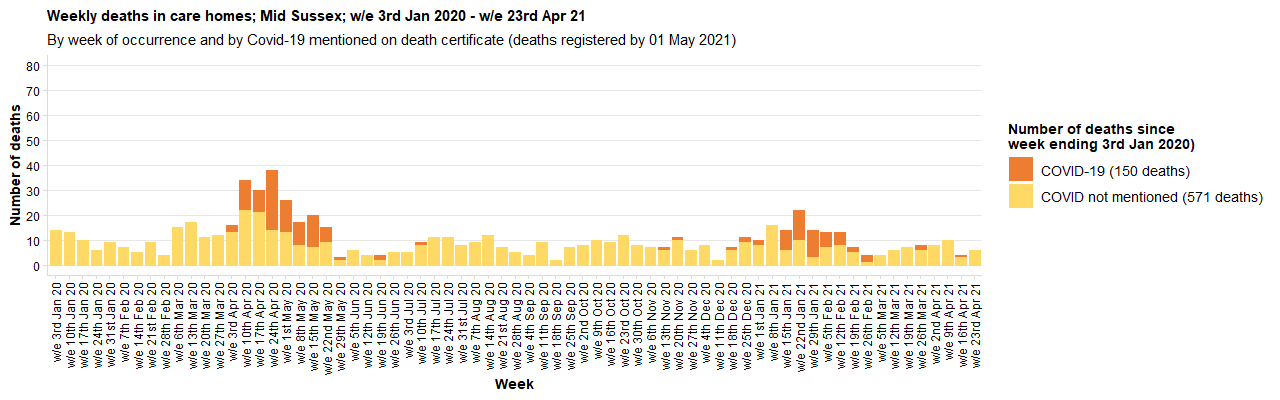 Weekly deaths in care homes; Mid Sussex; w/e 3rd Jan 2020 - w/e 23rd Apr 21
By week of occurrence and by Covid-19 mentioned on death certificate (deaths registered by 01 May 2021)
Number of deaths
80
70
60
50
40
30
20
10
0
w/e 3rd Jan 20
w/e 10th Jan 20
w/e 17th Jan 20
w/e 24th Jan 20
w/e 31st Jan 20
w/e 7th Feb 20
w/e 14th Feb 20
w/e 21st Feb 20
w/e 28th Feb 20
w/e 6th Mar 20
w/e 13th Mar 20
w/e 20th Mar 20
w/e 27th Mar 20
w/e 3rd Apr 20
w/e 10th Apr 20
w/e 17th Apr 20
w/e 24th Apr 20
w/e 1st May 20
w/e 8th May 20
w/e 15th May 20
w/e 22nd May 20
w/e 29th May 20
w/e 5th Jun 20
w/e 12th Jun 20
w/e 19th Jun 20
w/e 26th Jun 20
w/e 3rd Jul 20
w/e 10th Jul 20
w/e 17th Jul 20
w/e 24th Jul 20
w/e 31st Jul 20
w/e 7th Aug 20
w/e 14th Aug 20
w/e 21st Aug 20
w/e 28th Aug 20
w/e 4th Sep 20
w/e 11th Sep 20
w/e 18th Sep 20
w/e 25th Sep 20
w/e 2nd Oct 20
w/e 9th Oct 20
w/e 16th Oct 20
w/e 23rd Oct 20
w/e 30th Oct 20
w/e 6th Nov 20
w/e 13th Nov 20
w/e 20th Nov 20
w/e 27th Nov 20
w/e 4th Dec 20
w/e 11th Dec 20
w/e 18th Dec 20
w/e 25th Dec 20
w/e 1st Jan 21
w/e 8th Jan 21
w/e 15th Jan 21
w/e 22nd Jan 21
w/e 29th Jan 21
w/e 5th Feb 21
w/e 12th Feb 21
w/e 19th Feb 21
w/e 26th Feb 21
w/e 5th Mar 21
w/e 12th Mar 21
w/e 19th Mar 21
w/e 26th Mar 21
w/e 2nd Apr 21
w/e 9th Apr 21
w/e 16th Apr 21
w/e 23rd Apr 21
Week
Number of deaths since
week ending 3rd Jan 2020)
COVID-19 (150 deaths)
COVID not mentioned (571 deaths)